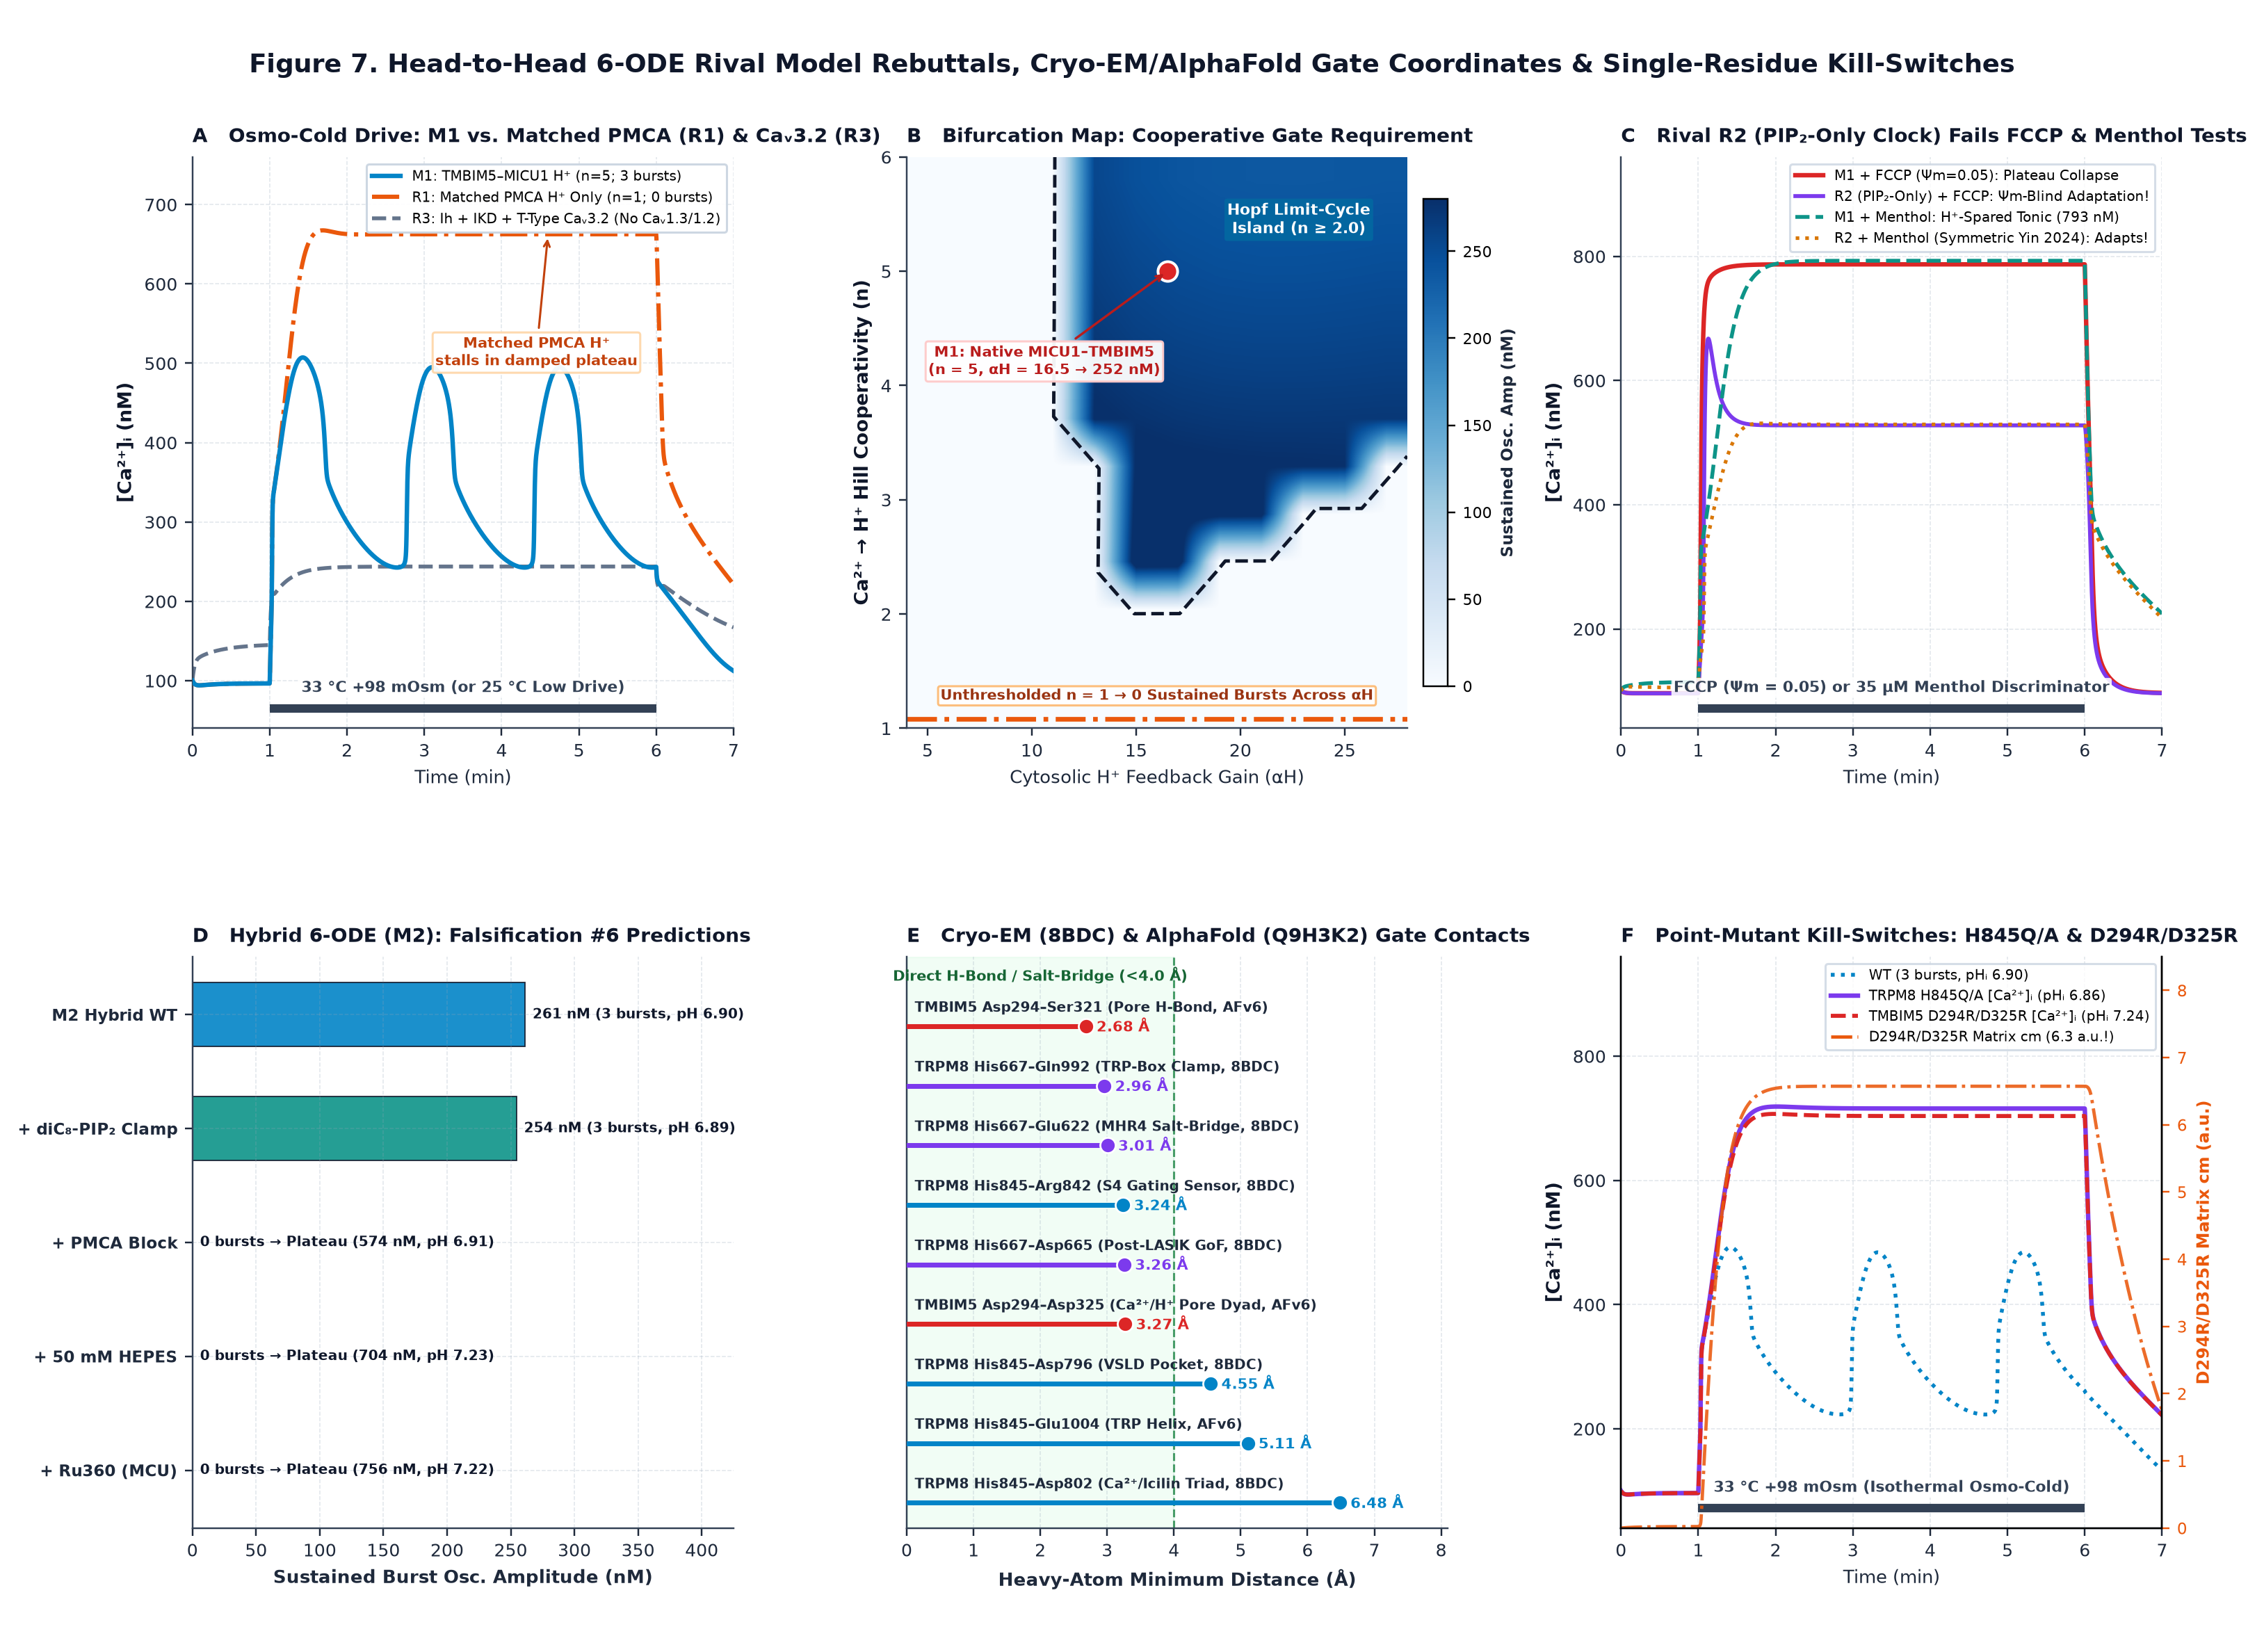 Figure 7. Head-to-Head 6-ODE Rival Model Rebuttals, Cryo-EM/AlphaFold Gate Coordinates & Single-Residue Kill-Switches
A Osmo-Cold Drive: M1 vs. Matched PMCA (R1) & Caᵥ3.2 (R3)
M1: TMBIM5–MICU1 H⁺ (n=5; 3 bursts)
R1: Matched PMCA H⁺ Only (n=1; 0 bursts)
R3: Ih + IKD + T-Type Caᵥ3.2 (No Caᵥ1.3/1.2)
[Ca²⁺]ᵢ (nM)
700
600
500
400
300
200
100
Matched PMCA H⁺
stalls in damped plateau
33 °C +98 mOsm (or 25 °C Low Drive)
0 1 2 3 4 5 6 7
Time (min)
B Bifurcation Map: Cooperative Gate Requirement
Ca²⁺ → H⁺ Hill Cooperativity (n)
6
5
4
3
2
1
Hopf Limit-Cycle
Island (n ≥ 2.0)
M1: Native MICU1–TMBIM5
(n = 5, αH = 16.5 → 252 nM)
Unthresholded n = 1 → 0 Sustained Bursts Across αH
5 10 15 20 25
Cytosolic H⁺ Feedback Gain (αH)
250
200
150
100
50
0
Sustained Osc. Amp (nM)
C Rival R2 (PIP₂-Only Clock) Fails FCCP & Menthol Tests
M1 + FCCP (Ψm=0.05): Plateau Collapse
R2 (PIP₂-Only) + FCCP: Ψm-Blind Adaptation!
M1 + Menthol: H⁺-Spared Tonic (793 nM)
R2 + Menthol (Symmetric Yin 2024): Adapts!
[Ca²⁺]ᵢ (nM)
800
600
400
200
FCCP (Ψm = 0.05) or 35 μM Menthol Discriminator
0 1 2 3 4 5 6 7
Time (min)
D Hybrid 6-ODE (M2): Falsification #6 Predictions
M2 Hybrid WT
261 nM (3 bursts, pH 6.90)
+ diC₈-PIP₂ Clamp
254 nM (3 bursts, pH 6.89)
+ PMCA Block
0 bursts → Plateau (574 nM, pH 6.91)
+ 50 mM HEPES
0 bursts → Plateau (704 nM, pH 7.23)
+ Ru360 (MCU)
0 bursts → Plateau (756 nM, pH 7.22)
0 50 100 150 200 250 300 350 400
Sustained Burst Osc. Amplitude (nM)
E Cryo-EM (8BDC) & AlphaFold (Q9H3K2) Gate Contacts
Direct H-Bond / Salt-Bridge (<4.0 Å)
TMBIM5 Asp294–Ser321 (Pore H-Bond, AFv6)
2.68 Å
TRPM8 His667–Gln992 (TRP-Box Clamp, 8BDC)
2.96 Å
TRPM8 His667–Glu622 (MHR4 Salt-Bridge, 8BDC)
3.01 Å
TRPM8 His845–Arg842 (S4 Gating Sensor, 8BDC)
3.24 Å
TRPM8 His667–Asp665 (Post-LASIK GoF, 8BDC)
3.26 Å
TMBIM5 Asp294–Asp325 (Ca²⁺/H⁺ Pore Dyad, AFv6)
3.27 Å
TRPM8 His845–Asp796 (VSLD Pocket, 8BDC)
4.55 Å
TRPM8 His845–Glu1004 (TRP Helix, AFv6)
5.11 Å
TRPM8 His845–Asp802 (Ca²⁺/Icilin Triad, 8BDC)
6.48 Å
0 1 2 3 4 5 6 7 8
Heavy-Atom Minimum Distance (Å)
F Point-Mutant Kill-Switches: H845Q/A & D294R/D325R
WT (3 bursts, pHᵢ 6.90)
TRPM8 H845Q/A [Ca²⁺]ᵢ (pHᵢ 6.86)
TMBIM5 D294R/D325R [Ca²⁺]ᵢ (pHᵢ 7.24)
D294R/D325R Matrix cm (6.3 a.u.!)
[Ca²⁺]ᵢ (nM)
800
600
400
200
33 °C +98 mOsm (Isothermal Osmo-Cold)
0 1 2 3 4 5 6 7
Time (min)
8
7
6
5
4
3
2
1
0
D294R/D325R Matrix cm (a.u.)